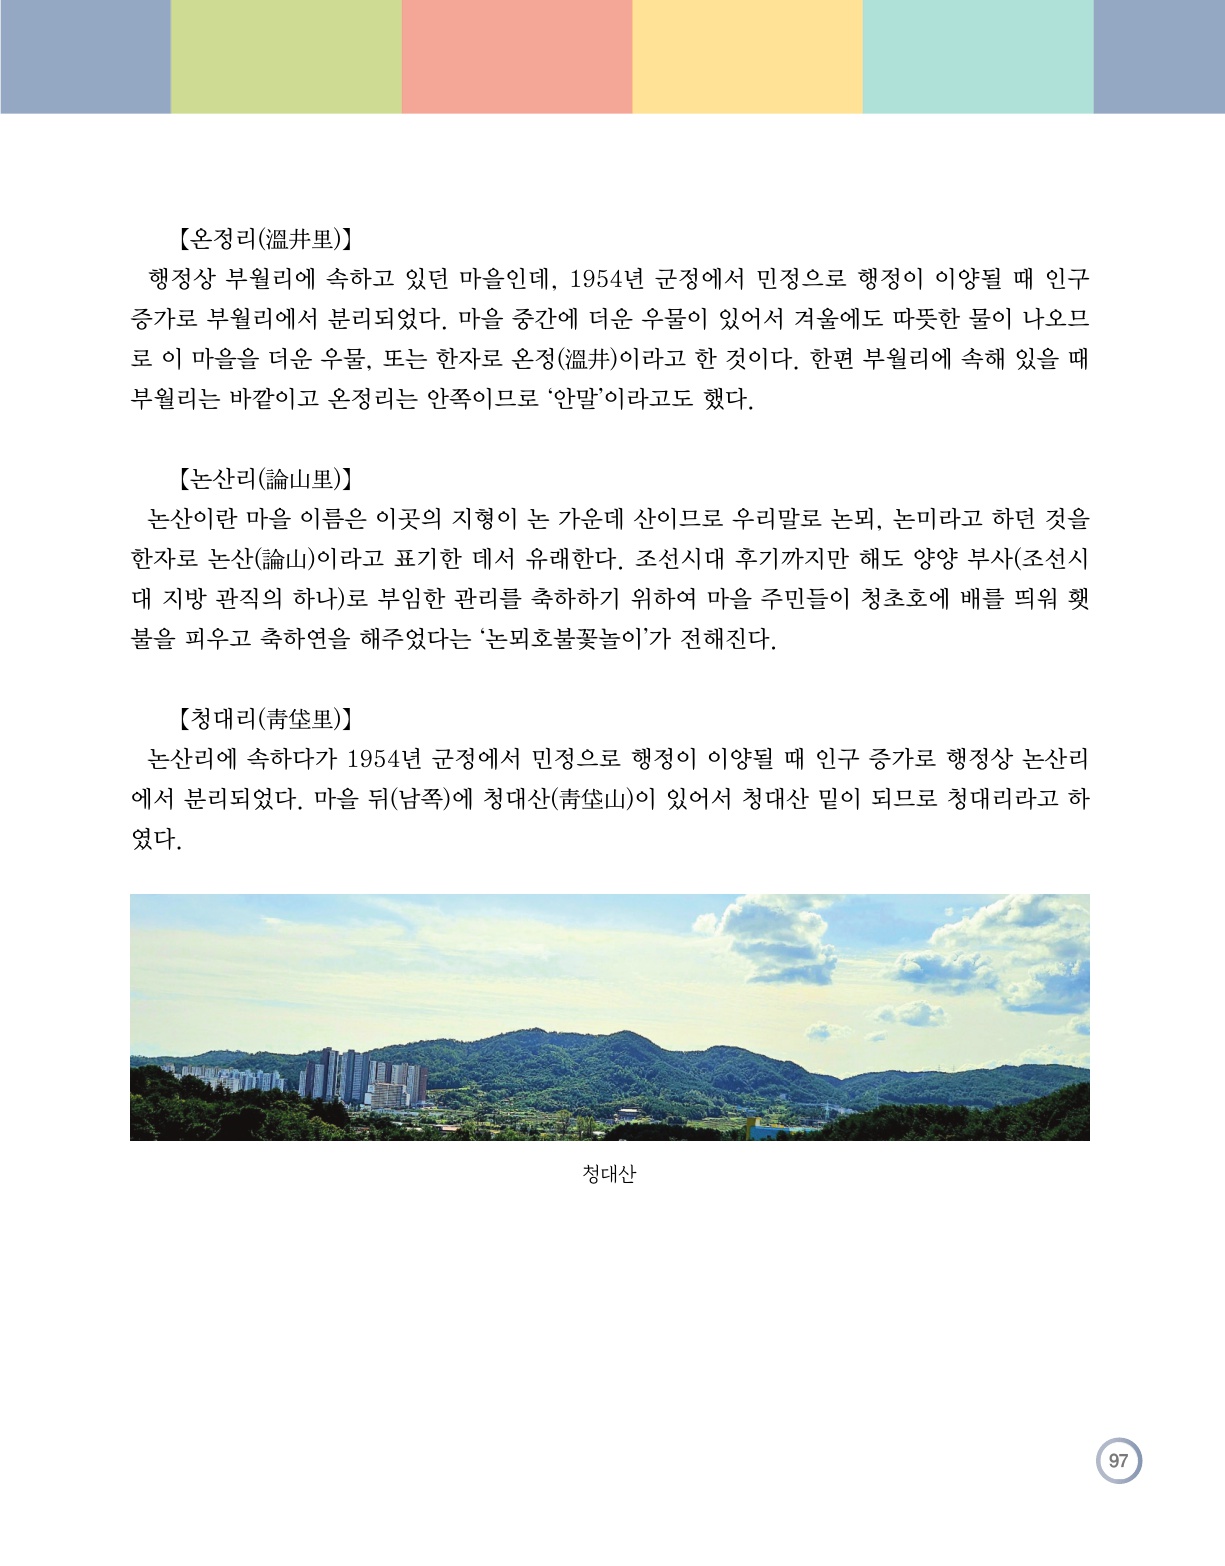 【온정리(溫井里)】
행정상 부월리에 속하고 있던 마을인데, 1954년 군정에서 민정으로 행정이 이양될 때 인구
증가로 부월리에서 분리되었다. 마을 중간에 더운 우물이 있어서 겨울에도 따뜻한 물이 나오므
로 이 마을을 더운 우물, 또는 한자로 온정(溫井)이라고 한 것이다. 한편 부월리에 속해 있을 때
부월리는 바깥이고 온정리는 안쪽이므로 ‘안말’이라고도 했다.
【논산리(論山里)】
논산이란 마을 이름은 이곳의 지형이 논 가운데 산이므로 우리말로 논뫼, 논미라고 하던 것을
한자로 논산(論山)이라고 표기한 데서 유래한다. 조선시대 후기까지만 해도 양양 부사(조선시
대 지방 관직의 하나)로 부임한 관리를 축하하기 위하여 마을 주민들이 청초호에 배를 띄워 횃
불을 피우고 축하연을 해주었다는 ‘논뫼호불꽃놀이’가 전해진다.
【청대리(靑垈里)】
논산리에 속하다가 1954년 군정에서 민정으로 행정이 이양될 때 인구 증가로 행정상 논산리
에서 분리되었다. 마을 뒤(남쪽)에 청대산(靑垈山)이 있어서 청대산 밑이 되므로 청대리라고 하
였다.
청대산
97